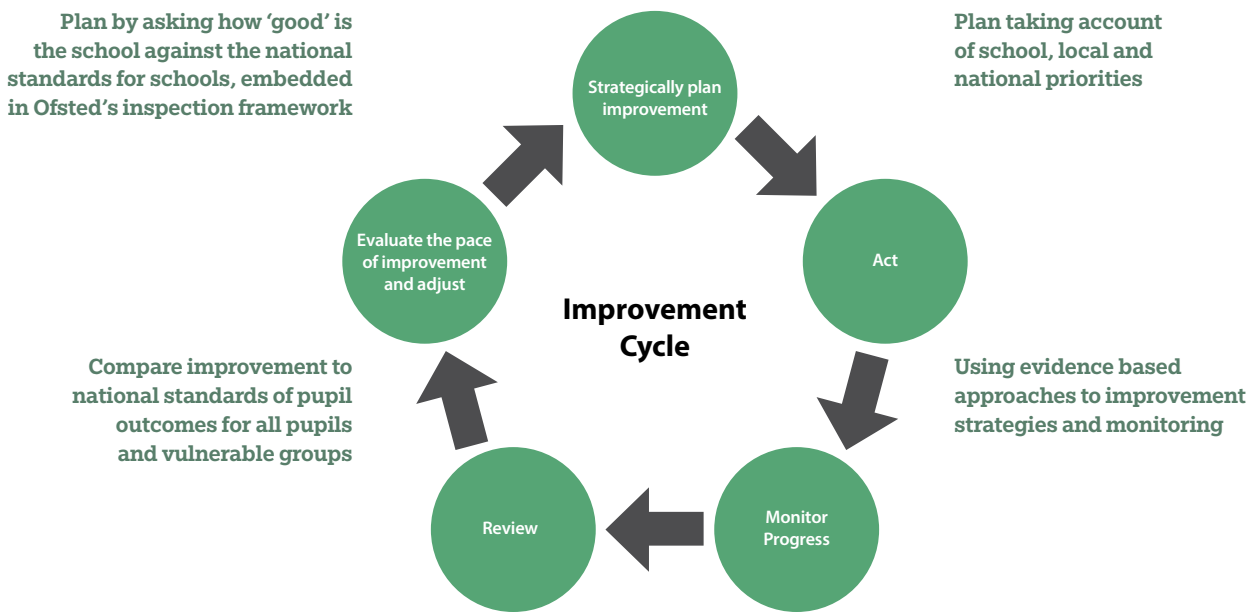 Plan by asking how ‘good’ is
the school against the national
standards for schools, embedded
in Ofsted’s inspection framework
Strategically plan
improvement
Plan taking account
of school, local and
national priorities
Evaluate the pace
of improvement
and adjust
Act
Improvement
Cycle
Compare improvement to
national standards of pupil
outcomes for all pupils
and vulnerable groups
Using evidence based
approaches to improvement
strategies and monitoring
Review
Monitor
Progress